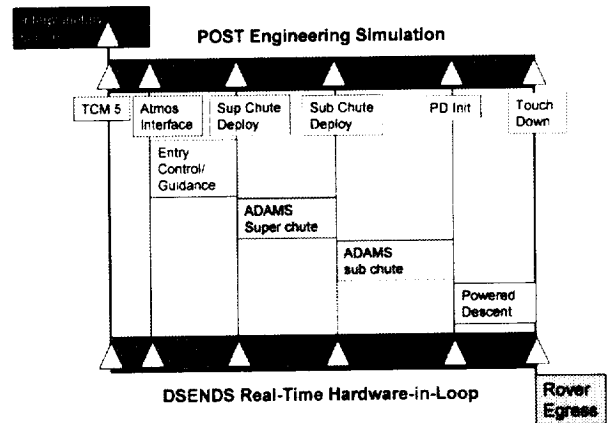 POST Engineering Simulation
TCM 5
Atmos
Interface
Sup Chute
Deploy
Sub Chute
Deploy
PD Init
Touch
Down
Entry
Control/
Guidance
ADAMS
Super chute
ADAMS
sub chute
Powered
Descent
DSENDS Real-Time Hardware-in-Loop
Rover
Egress